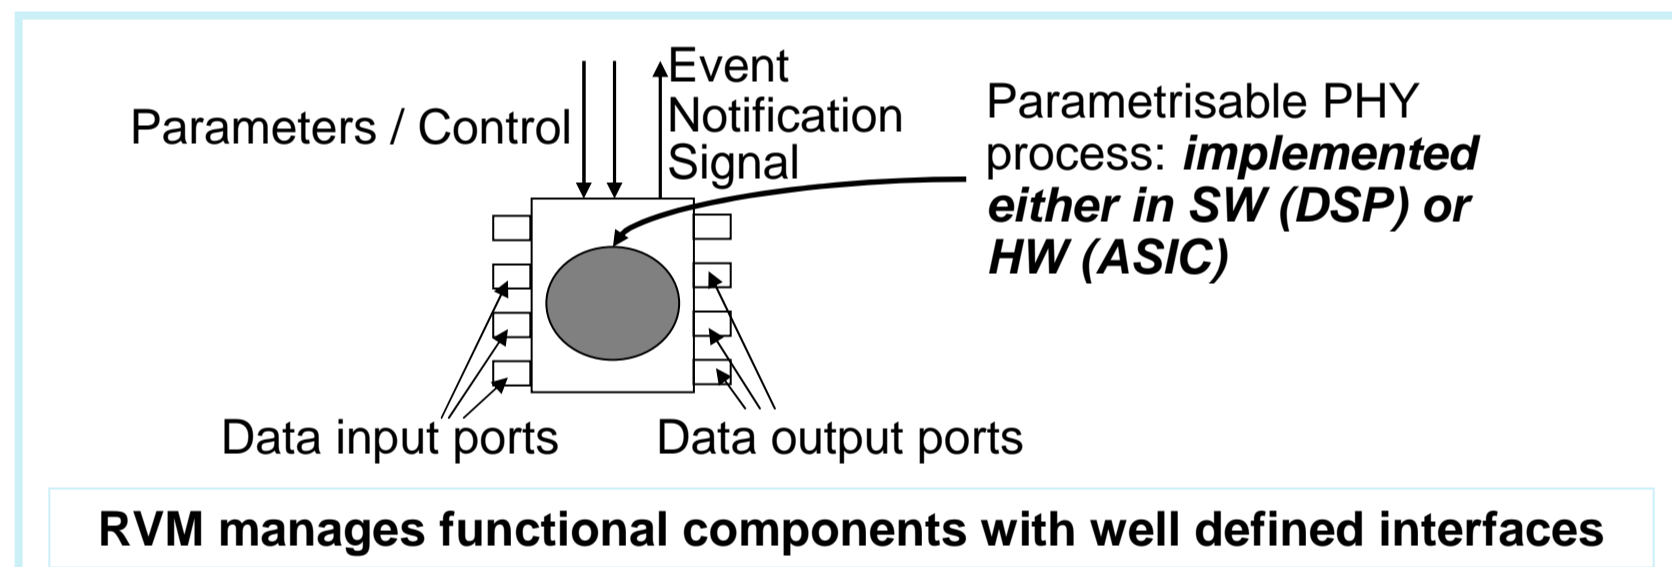 Parameters / Control
Event
Notification
Signal
Parametrisable PHY
process: implemented
either in SW (DSP) or
HW (ASIC)
Data input ports
Data output ports
RVM manages functional components with well defined interfaces